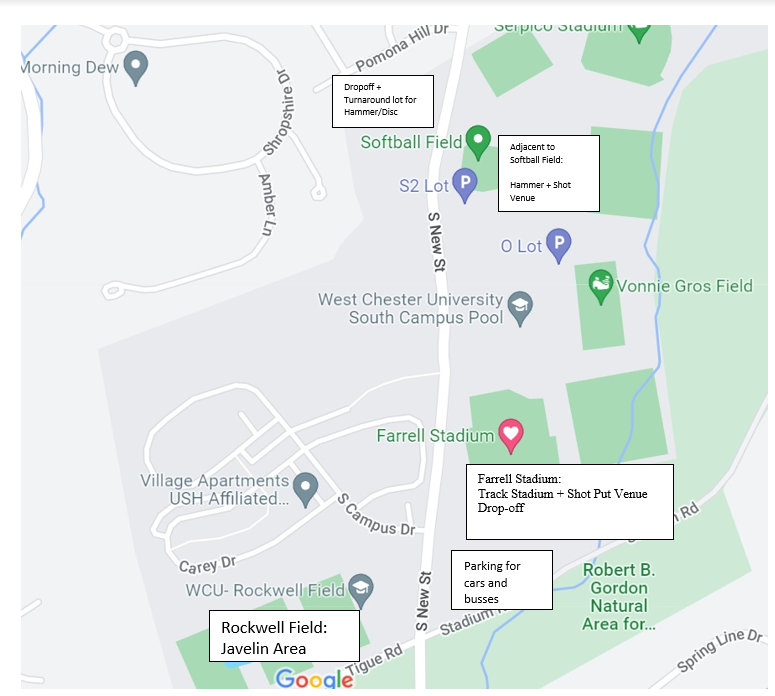 Serpico Stadium
Pomona Hill Dr
Morning Dew
Shropshire Dr
Dropoff +
Turnaround lot for
Hammer/Disc
Softball Field
Adjacent to
Softball Field:
Hammer + Shot
Venue
S2 Lot
P
Amber Ln
S New St
O Lot
P
Vonnie Gros Field
West Chester University
South Campus Pool
Farrell Stadium
Farrell Stadium:
Track Stadium + Shot Put Venue
Drop-off
Village Apartments
USH Affiliated...
S Campus Dr
Rd
Carey Dr
Parking for
cars and
busses
Robert B.
Gordon
Natural
Area for...
WCU- Rockwell Field
S New St
Stadium
Rockwell Field:
Javelin Area
Tigue Rd
Spring Line Dr
Google